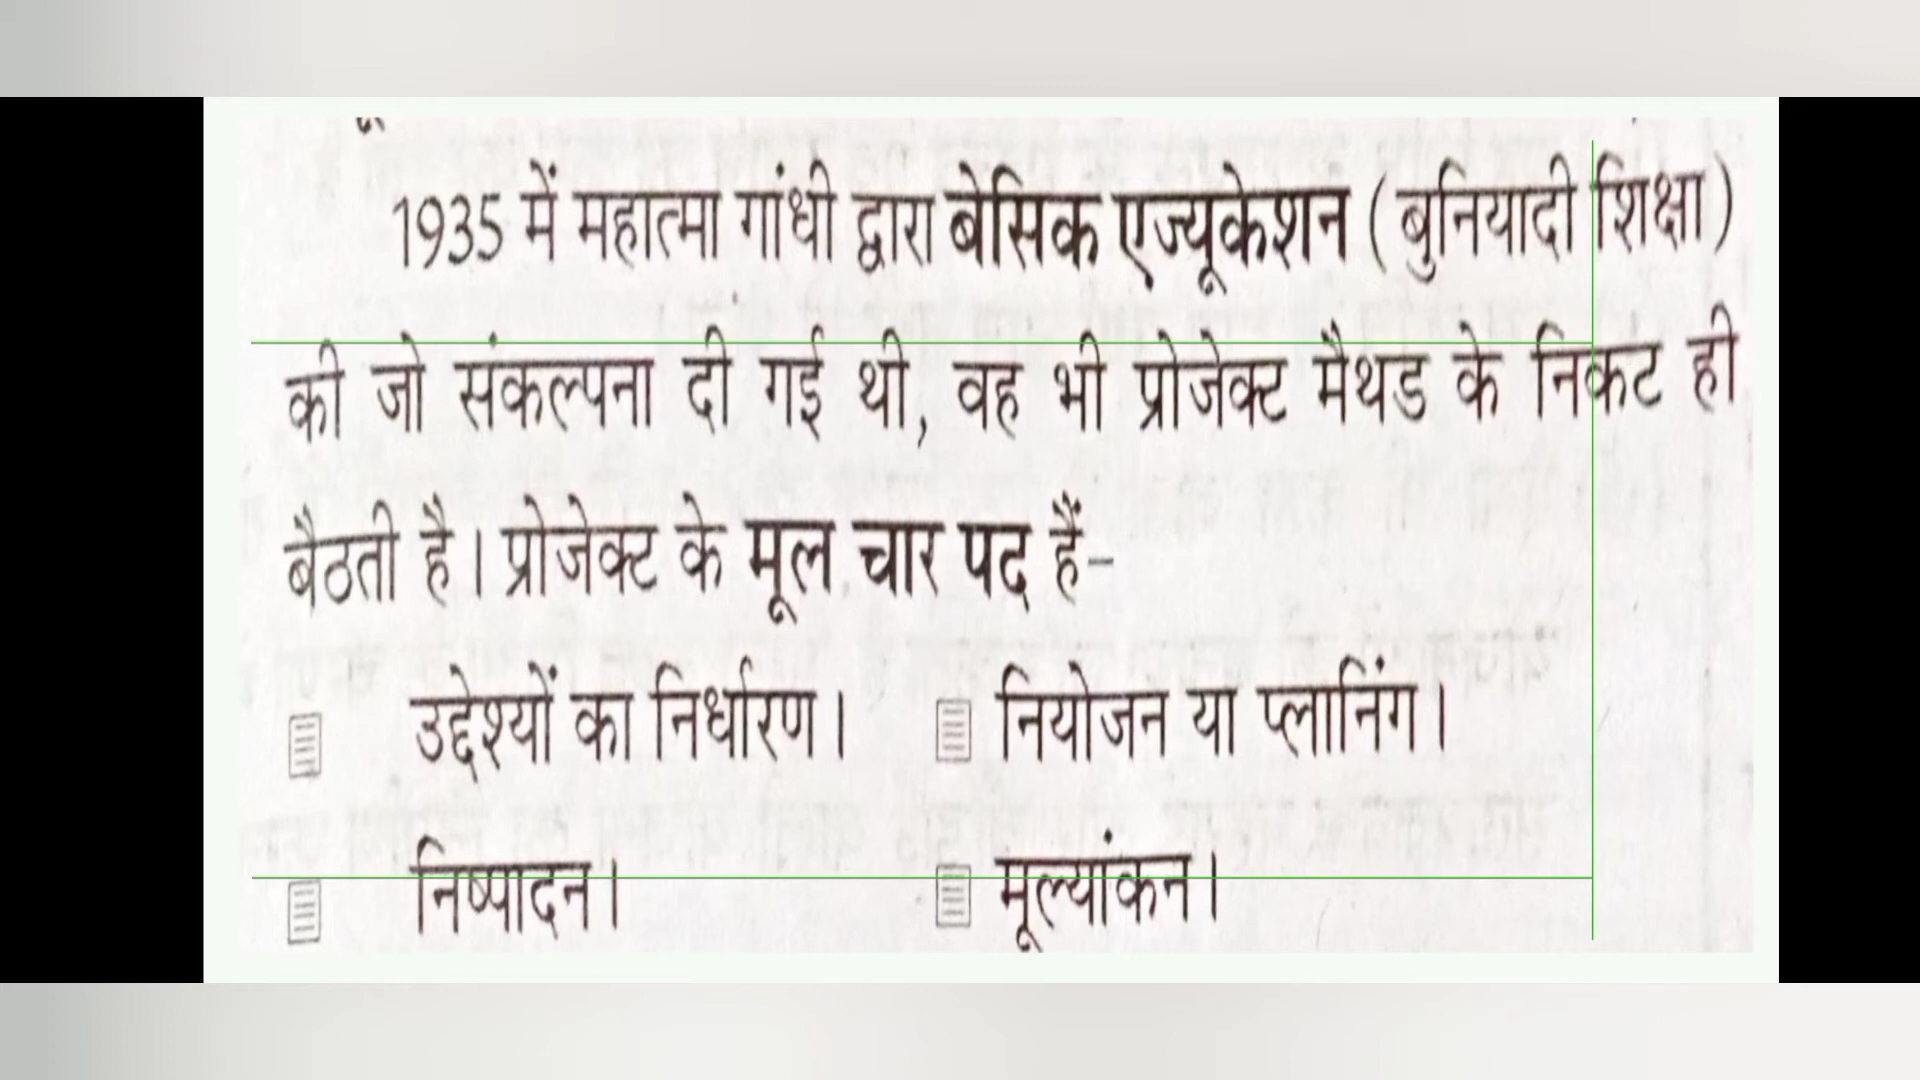 1935 में महात्मा गांधी द्वारा बेसिक एज्यूकेशन ( बुनियादी शिक्षा )
की जो संकल्पना दी गई थी, वह भी प्रोजेक्ट मैथड के निकट ही
बैठती है। प्रोजेक्ट के मूल चार पद हैं–
उद्देश्यों का निर्धारण। नियोजन या प्लानिंग।
निष्पादन। मूल्यांकन।